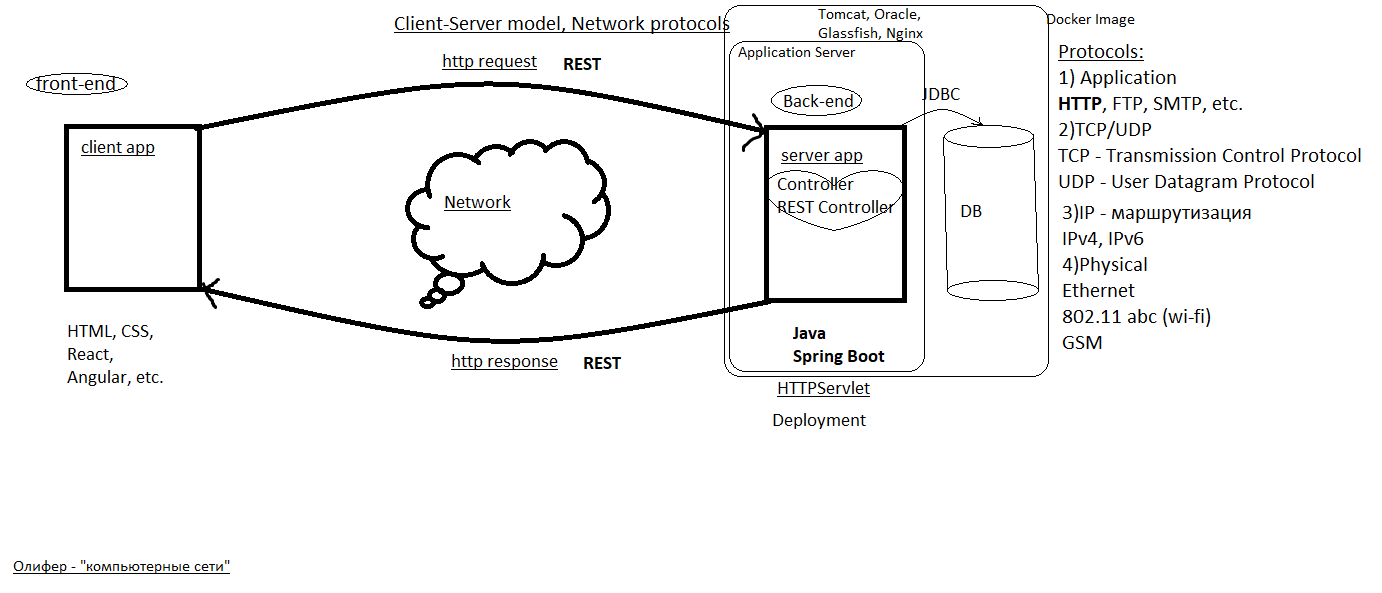 Client-Server model, Network protocols
Tomcat, Oracle,
Glassfish, Nginx
Docker Image
Application Server
http request
REST
front-end
client app
Network
Back-end
JDBC
server app
Controller
REST Controller
DB
Java
Spring Boot
HTML, CSS,
React,
Angular, etc.
http response
REST
HTTPServlet
Deployment
Protocols:
1) Application
HTTP, FTP, SMTP, etc.
2)TCP/UDP
TCP - Transmission Control Protocol
UDP - User Datagram Protocol
3)IP - маршрутизация
IPv4, IPv6
4)Physical
Ethernet
802.11 abc (wi-fi)
GSM
Олифер - "компьютерные сети"